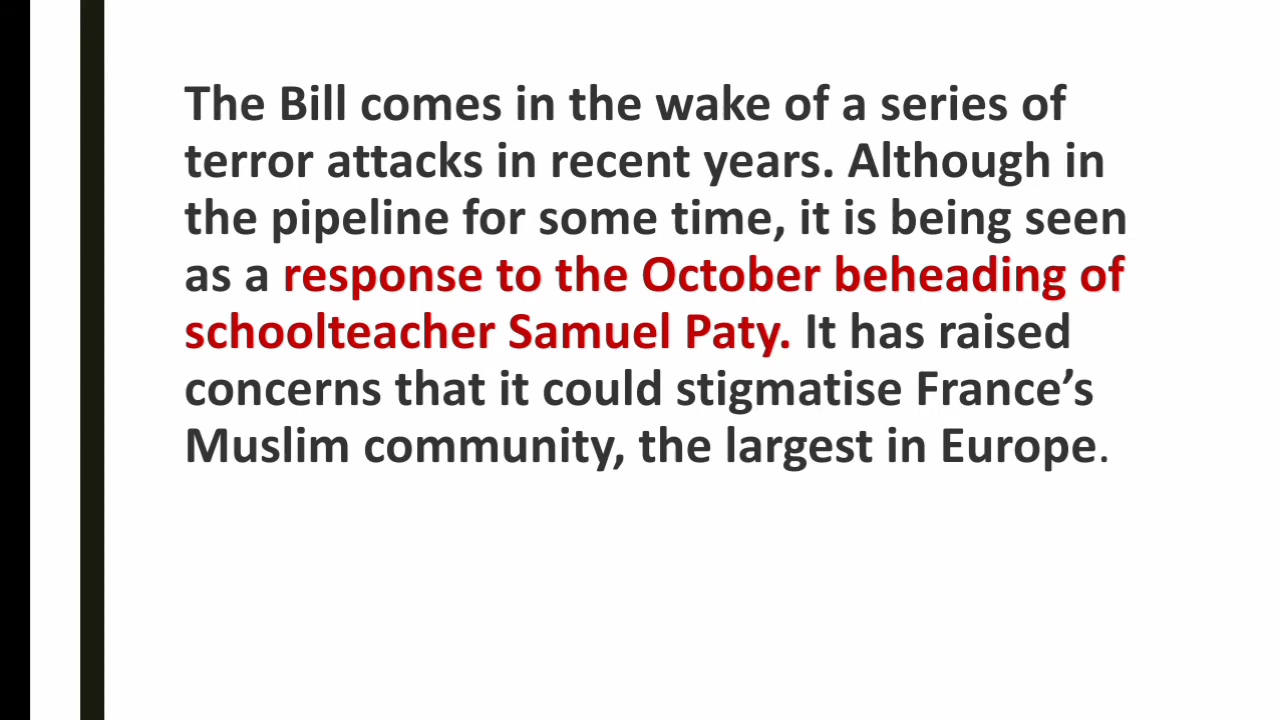 The Bill comes in the wake of a series of
terror attacks in recent years. Although in
the pipeline for some time, it is being seen
as a response to the October beheading of
schoolteacher Samuel Paty. It has raised
concerns that it could stigmatise France’s
Muslim community, the largest in Europe.